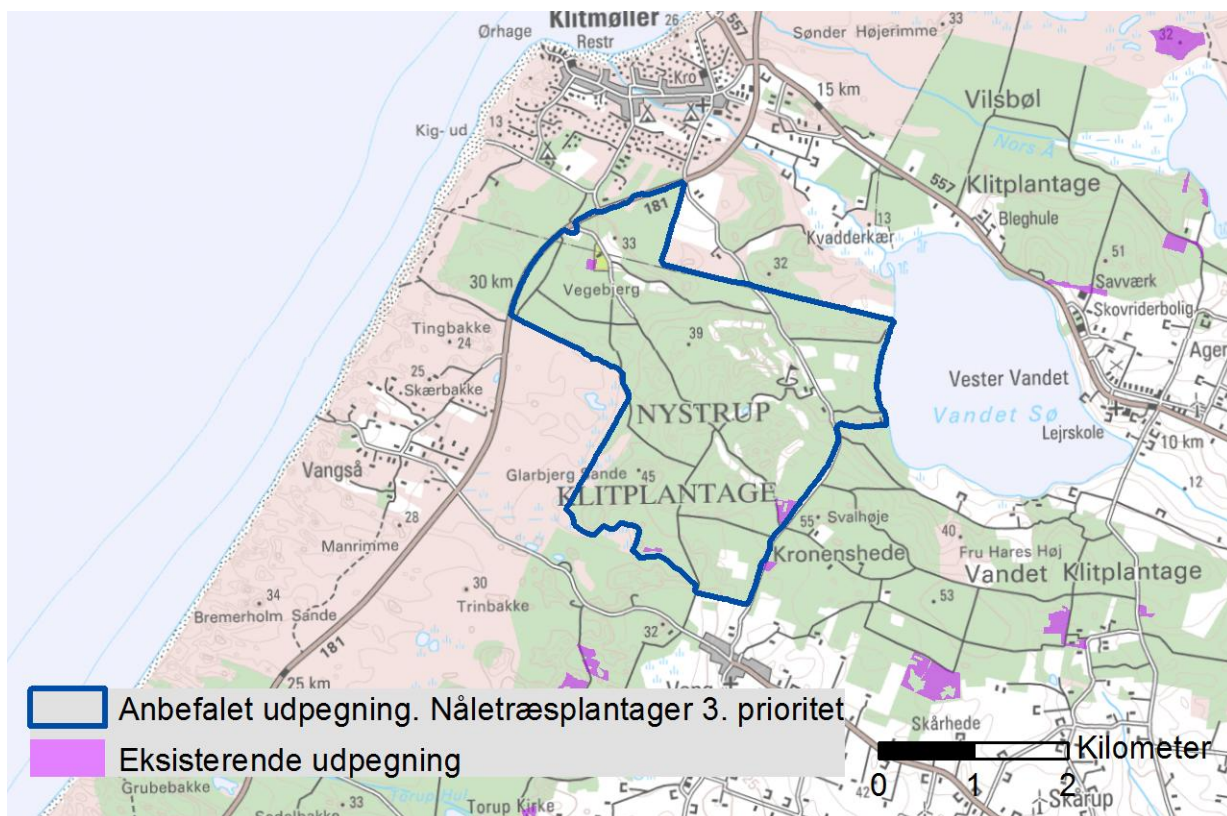 Klitmøller 26
Ørhage
Restr
557
33
Sønder Højerimme
32
Kro
15 km
Vilsbøl
13
Kig- ud
Nors Å
557
Klitplantage
Bleghule
181
13
Kvadderkær
33
32
51
Savværk
30 km
Vegebjerg
Skovriderbolig
Tingbakke
24
39
Ager
25
Skærbakke
Vester Vandet
NYSTRUP
Vandet Sø
Lejrskole
10 km
Vangså
Glarbjerg Sande
45
KLITPLANTAGE
12
28
55
Svalhøje
40
Manrimme
Kronenshede
Fru Hares Høj
Vandet Klitplantage
30
34
Trinbakke
53
Bremerholm Sande
32
181
25 km
Vang
Anbefalet udpegning. Nåletræsplantager 3. prioritet
Skårhede
Eksisterende udpegning
Kilometer
0 1 2
42
Grubebakke
33
Torup Kirke
Skårup